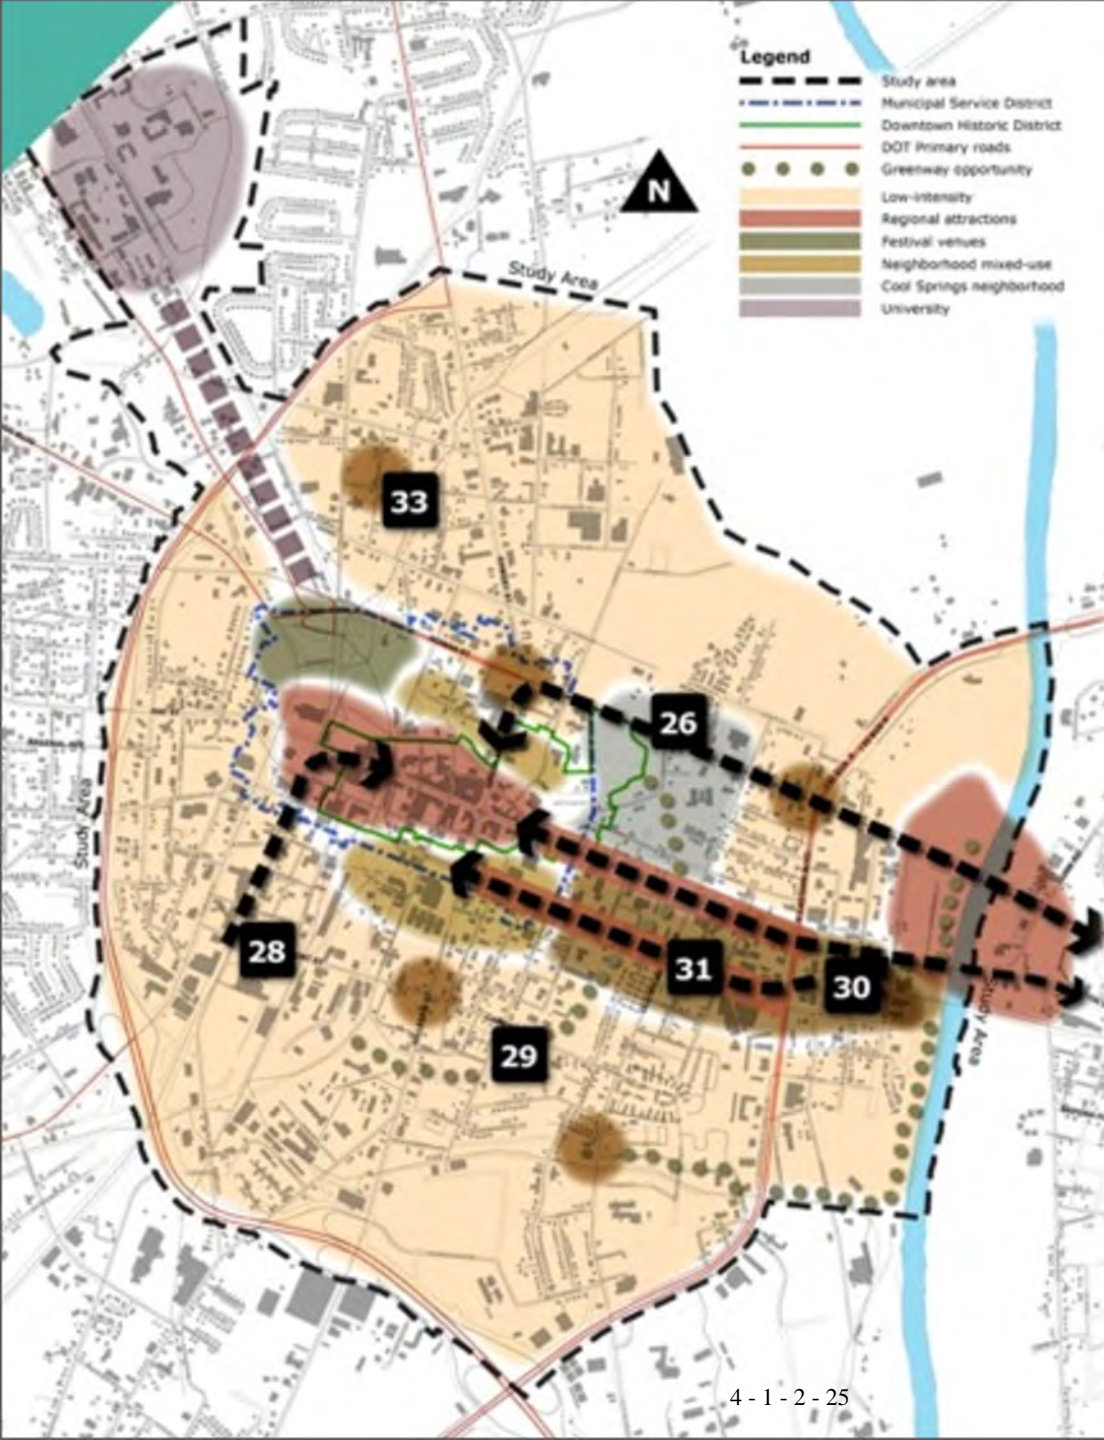 Legend
Study area
Municipal Service District
Downtown Historic District
DOT Primary roads
Greenway opportunity
Low-intensity
Regional attractions
Festival venues
Neighborhood mixed-use
Cool Springs neighborhood
University
N
Study Area
33
26
Study Area
28
31
30
29
Study Area
4 - 1 - 2 - 25